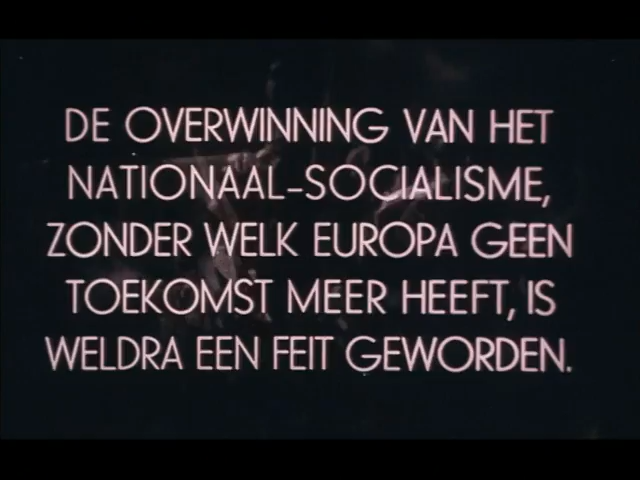 DE OVERWINNING VAN HET
NATIONAAL-SOCIALISME,
ZONDER WELK EUROPA GEEN
TOEKOMST MEER HEEFT, IS
WELDRA EEN FEIT GEWORDEN.